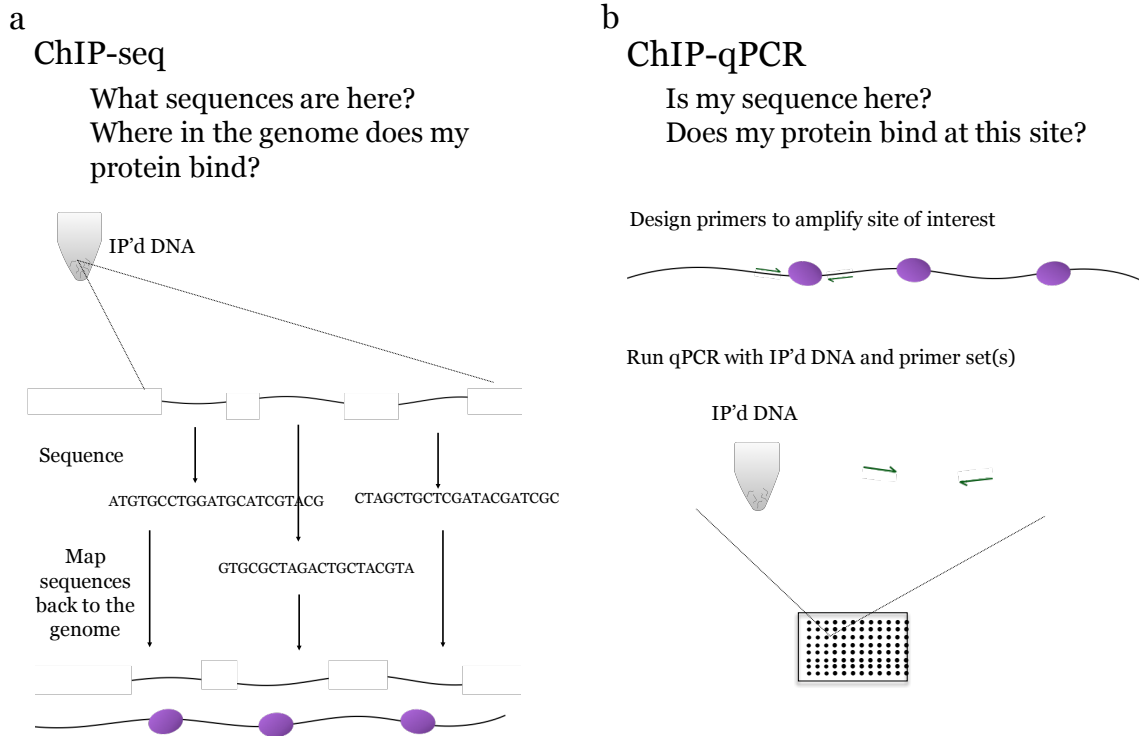 a
ChIP-seq
What sequences are here?
Where in the genome does my
protein bind?
IP'd DNA
Sequence
ATGTGCCTGGATGCATCGTACG
CTAGCTGCTCGATACGATCGC
GTGCGCTAGACTGCTACGTA
Map
sequences
back to the
genome
b
ChIP-qPCR
Is my sequence here?
Does my protein bind at this site?
Design primers to amplify site of interest
Run qPCR with IP'd DNA and primer set(s)
IP'd DNA